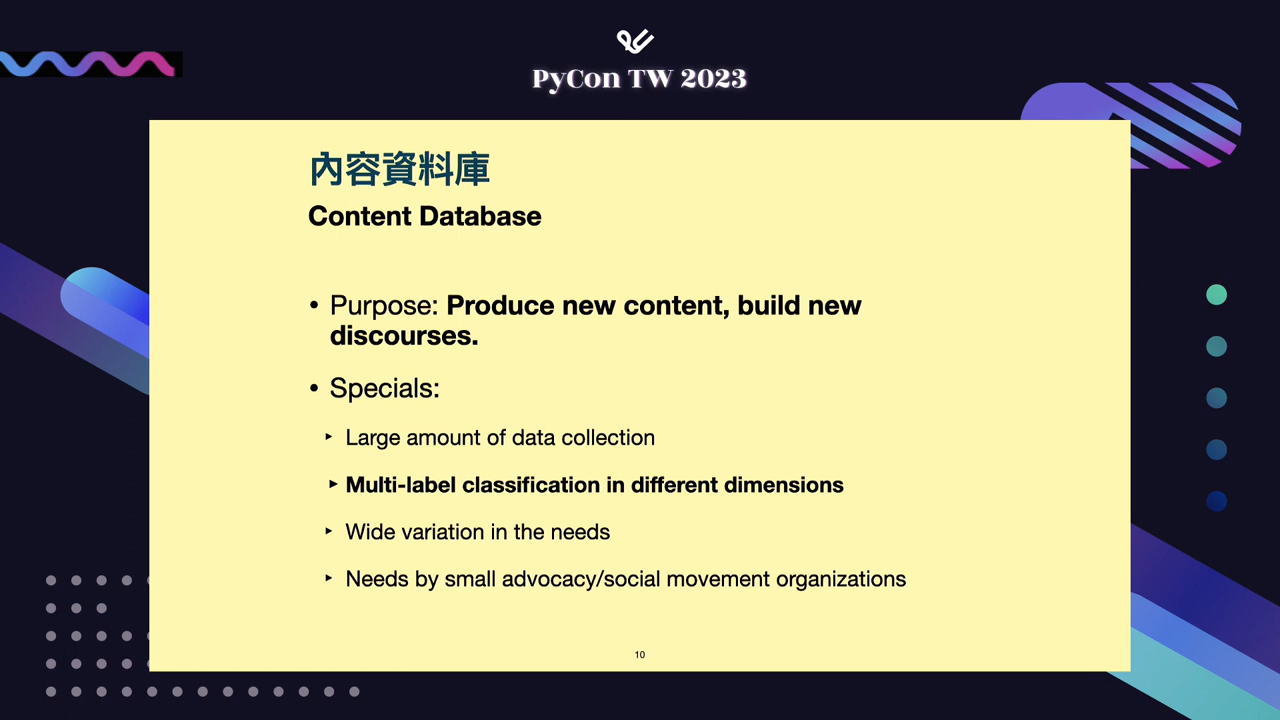 PyCon TW 2023
內容資料庫
Content Database
• Purpose: Produce new content, build new
discourses.
• Specials:
‣ Large amount of data collection
‣ Multi-label classification in different dimensions
‣ Wide variation in the needs
‣ Needs by small advocacy/social movement organizations
10